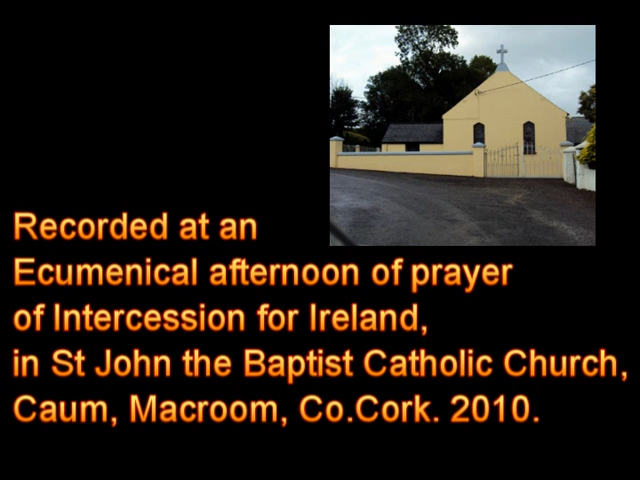 Recorded at an
Ecumenical afternoon of prayer
of Intercession for Ireland,
in St John the Baptist Catholic Church,
Caum, Macroom, Co.Cork. 2010.